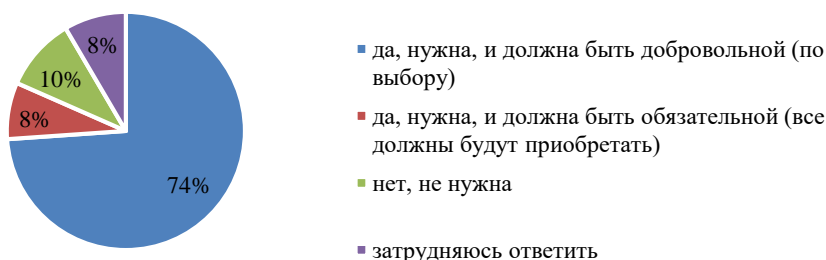 8%
10%
8%
74%
да, нужна, и должна быть добровольной (по
выбору)
да, нужна, и должна быть обязательной (все
должны будут приобретать)
нет, не нужна
затрудняюсь ответить